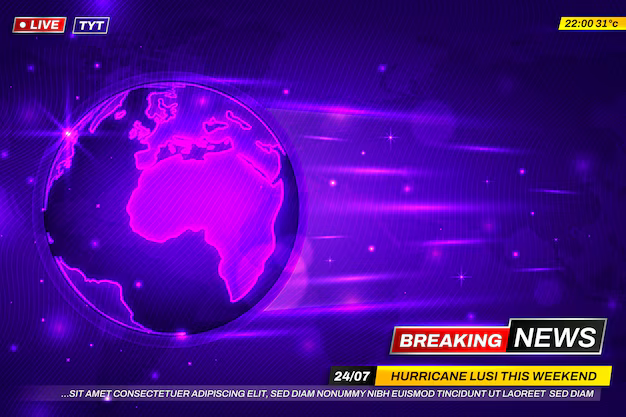 LIVE TYT
22:00 31°c
BREAKING NEWS
24/07 HURRICANE LUSI THIS WEEKEND
...SIT AMET CONSECTETUER ADIPISCING ELIT, SED DIAM NONUMMY NIBH EUISMOD TINCIDUNT UT LAOREET SED DIAM